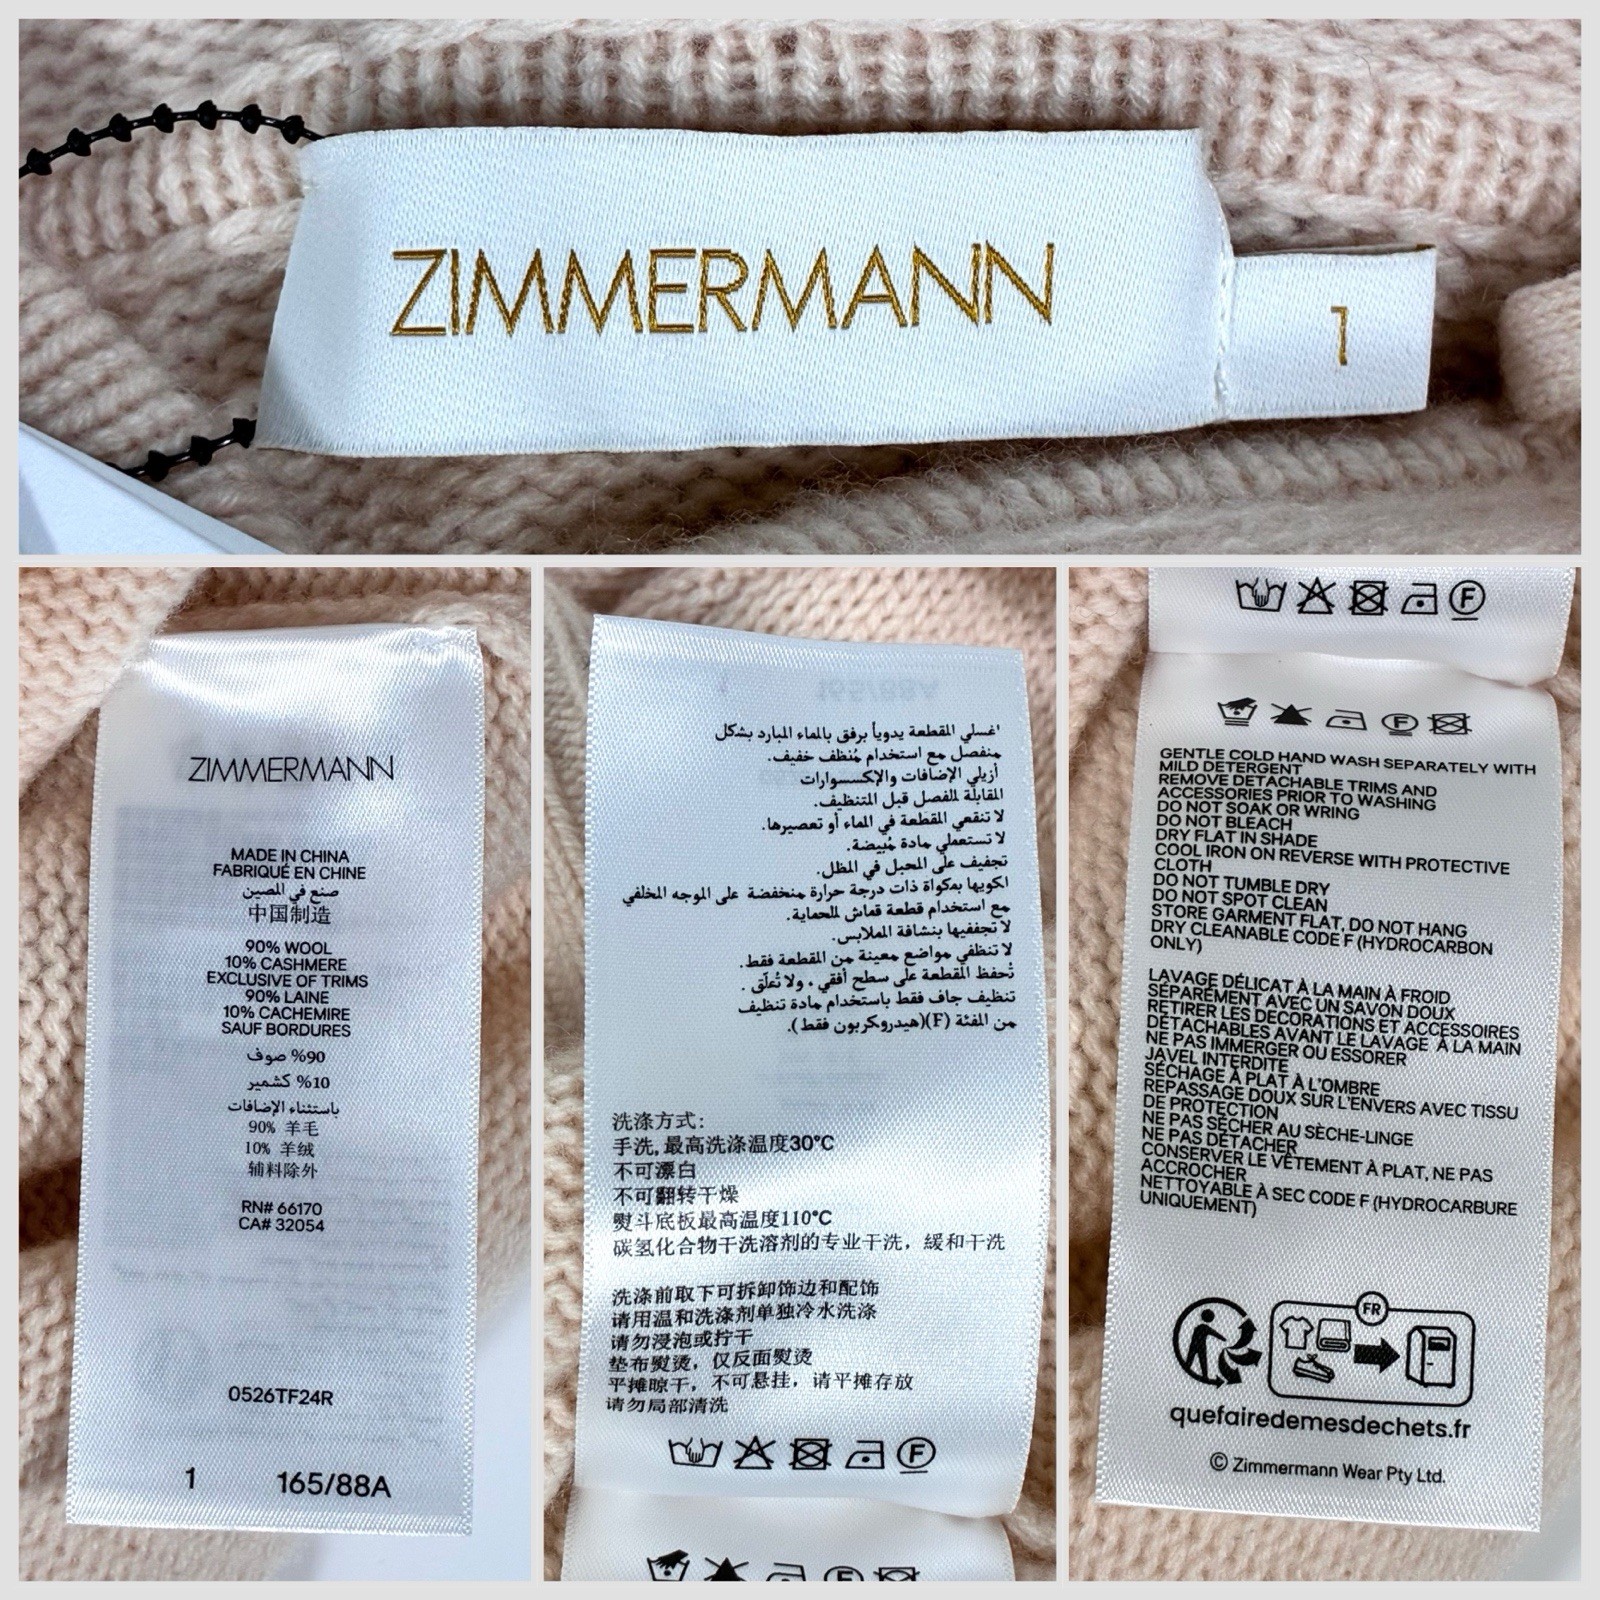 ZIMMERMANN
1
ZIMMERMANN
MADE IN CHINA
FABRIQUÉ EN CHINE
صنع في الصين
中国制造
90% WOOL
10% CASHMERE
EXCLUSIVE OF TRIMS
90% LAINE
10% CACHEMIRE
SAUF BORDURES
90% صوف
10% كشمير
باستثناء الإضافات
90% 羊毛
10% 羊绒
辅料除外
RN# 66170
CA# 32054
0526TF24R
1 165/88A
اغسلي القطعة يدوياً برفق بالماء البارد بشكل
منفصل مع استخدام مُنظف خفيف.
أزيلي الإضافات والإكسسوارات
القابلة للفصل قبل التنظيف.
لا تنقعي القطعة في الماء أو تعصيرها.
لا تستعملي مادة مُبيضة.
تجفيف على الحبل في الظل.
اكويها بمكواة ذات درجة حرارة منخفضة على الوجه الخلفي
مع استخدام قطعة قماش للحماية.
لا تجففيها بنشافة الملابس.
لا تنظفي مواضع معينة من القطعة فقط.
تُحفظ القطعة على سطح أفقي، ولا تُعلّق.
تنظيف جاف فقط باستخدام مادة تنظيف
من الفئة (F)(هيدروكربون فقط).
洗涤方式：
手洗,最高洗涤温度30°C
不可漂白
不可翻转干燥
熨斗底板最高温度110°C
碳氢化合物干洗溶剂的专业干洗，緩和干洗
洗涤前取下可拆卸饰边和配饰
请用温和洗涤剂单独冷水洗涤
请勿浸泡或拧干
垫布熨烫，仅反面熨烫
平摊晾干，不可悬挂，请平摊存放
请勿局部清洗
F
F
F
F
GENTLE COLD HAND WASH SEPARATELY WITH
MILD DETERGENT
REMOVE DETACHABLE TRIMS AND
ACCESSORIES PRIOR TO WASHING
DO NOT SOAK OR WRING
DO NOT BLEACH
DRY FLAT IN SHADE
COOL IRON ON REVERSE WITH PROTECTIVE
CLOTH
DO NOT TUMBLE DRY
DO NOT SPOT CLEAN
STORE GARMENT FLAT, DO NOT HANG
DRY CLEANABLE CODE F (HYDROCARBON
ONLY)
LAVAGE DÉLICAT À LA MAIN À FROID
SÉPARÉMENT AVEC UN SAVON DOUX
RETIRER LES DECORATIONS ET ACCESSOIRES
DÉTACHABLES AVANT LE LAVAGE À LA MAIN
NE PAS IMMERGER OU ESSORER
JAVEL INTERDITE
SÉCHAGE À PLAT À L'OMBRE
REPASSAGE DOUX SUR L'ENVERS AVEC TISSU
DE PROTECTION
NE PAS SÉCHER AU SÈCHE-LINGE
NE PAS DÉTACHER
CONSERVER LE VÊTEMENT À PLAT, NE PAS
ACCROCHER
NETTOYABLE À SEC CODE F (HYDROCARBURE
UNIQUEMENT)
FR
quefairedemesdechets.fr
© Zimmermann Wear Pty Ltd.